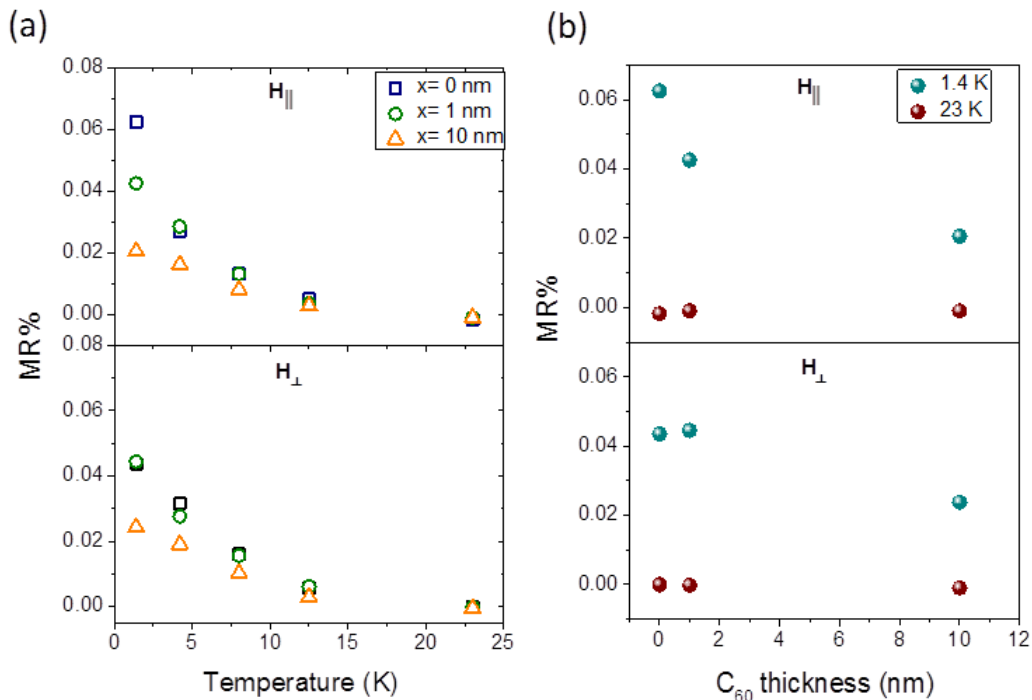 (a)
MR%
0.08
0.06
0.04
0.02
0.00
H||
x= 0 nm
x= 1 nm
x= 10 nm
0.08
0.06
0.04
0.02
0.00
H⊥
0 5 10 15 20 25
Temperature (K)
(b)
MR%
0.06
0.04
0.02
0.00
H||
1.4 K
23 K
0.06
0.04
0.02
0.00
H⊥
0 2 4 6 8 10 12
C60 thickness (nm)